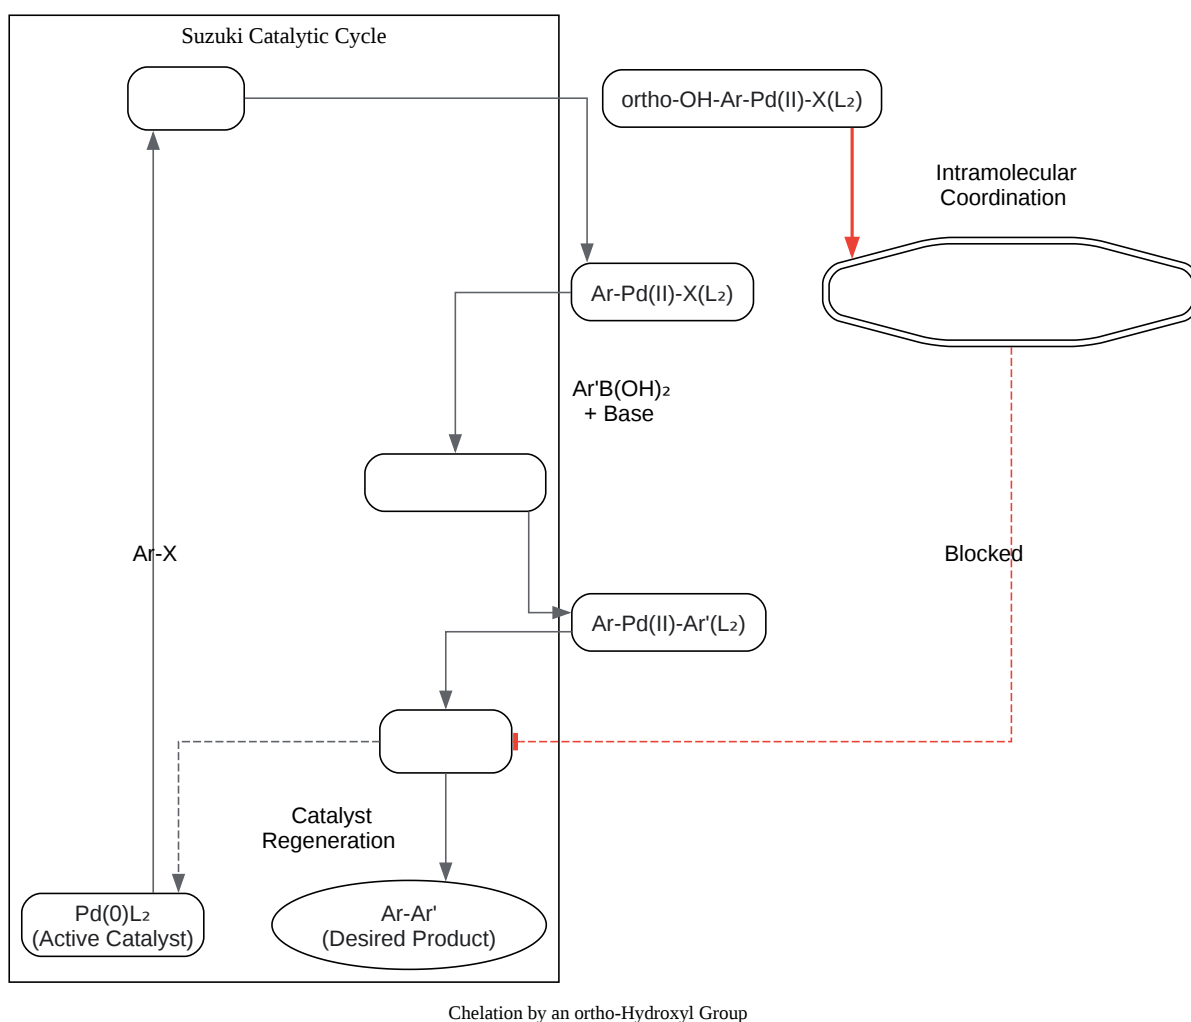 Suzuki Catalytic Cycle
ortho-OH-Ar-Pd(II)-X(L₂)
Intramolecular
Coordination
Ar-Pd(II)-X(L₂)
Ar'B(OH)₂
+ Base
Ar-X
Blocked
Ar-Pd(II)-Ar'(L₂)
Catalyst
Regeneration
Pd(0)L₂
(Active Catalyst)
Ar-Ar'
(Desired Product)
Chelation by an ortho-Hydroxyl Group